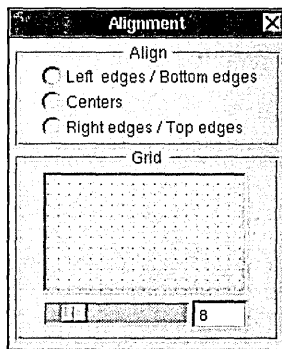 Alignment
Align
Left edges / Bottom edges
Centers
Right edges / Top edges
Grid
8